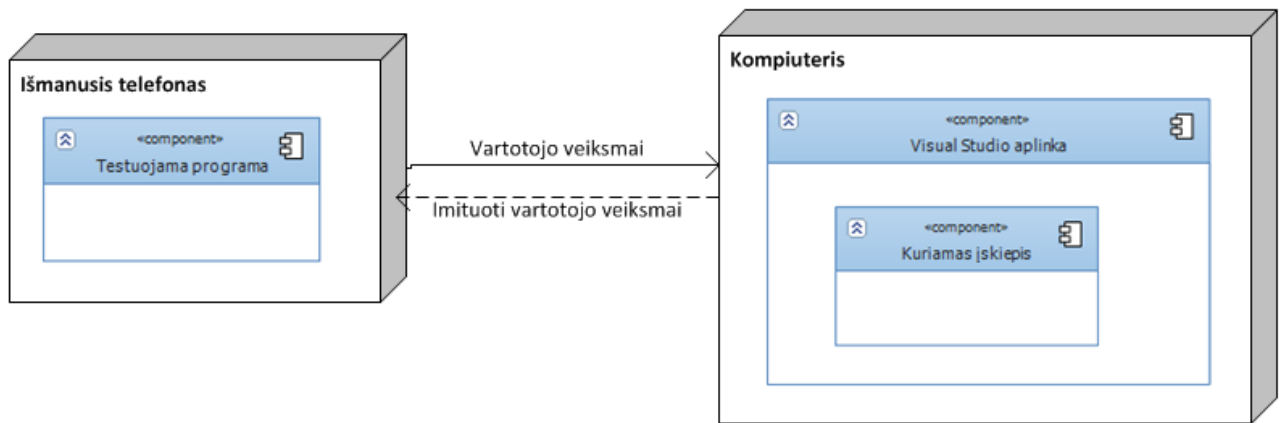 Išmanusis telefonas
«component»
Testuojama programa
Vartotojo veiksmai
Imituoti vartotojo veiksmai
Kompiuteris
«component»
Visual Studio aplinka
«component»
Kuriamas įskiepis